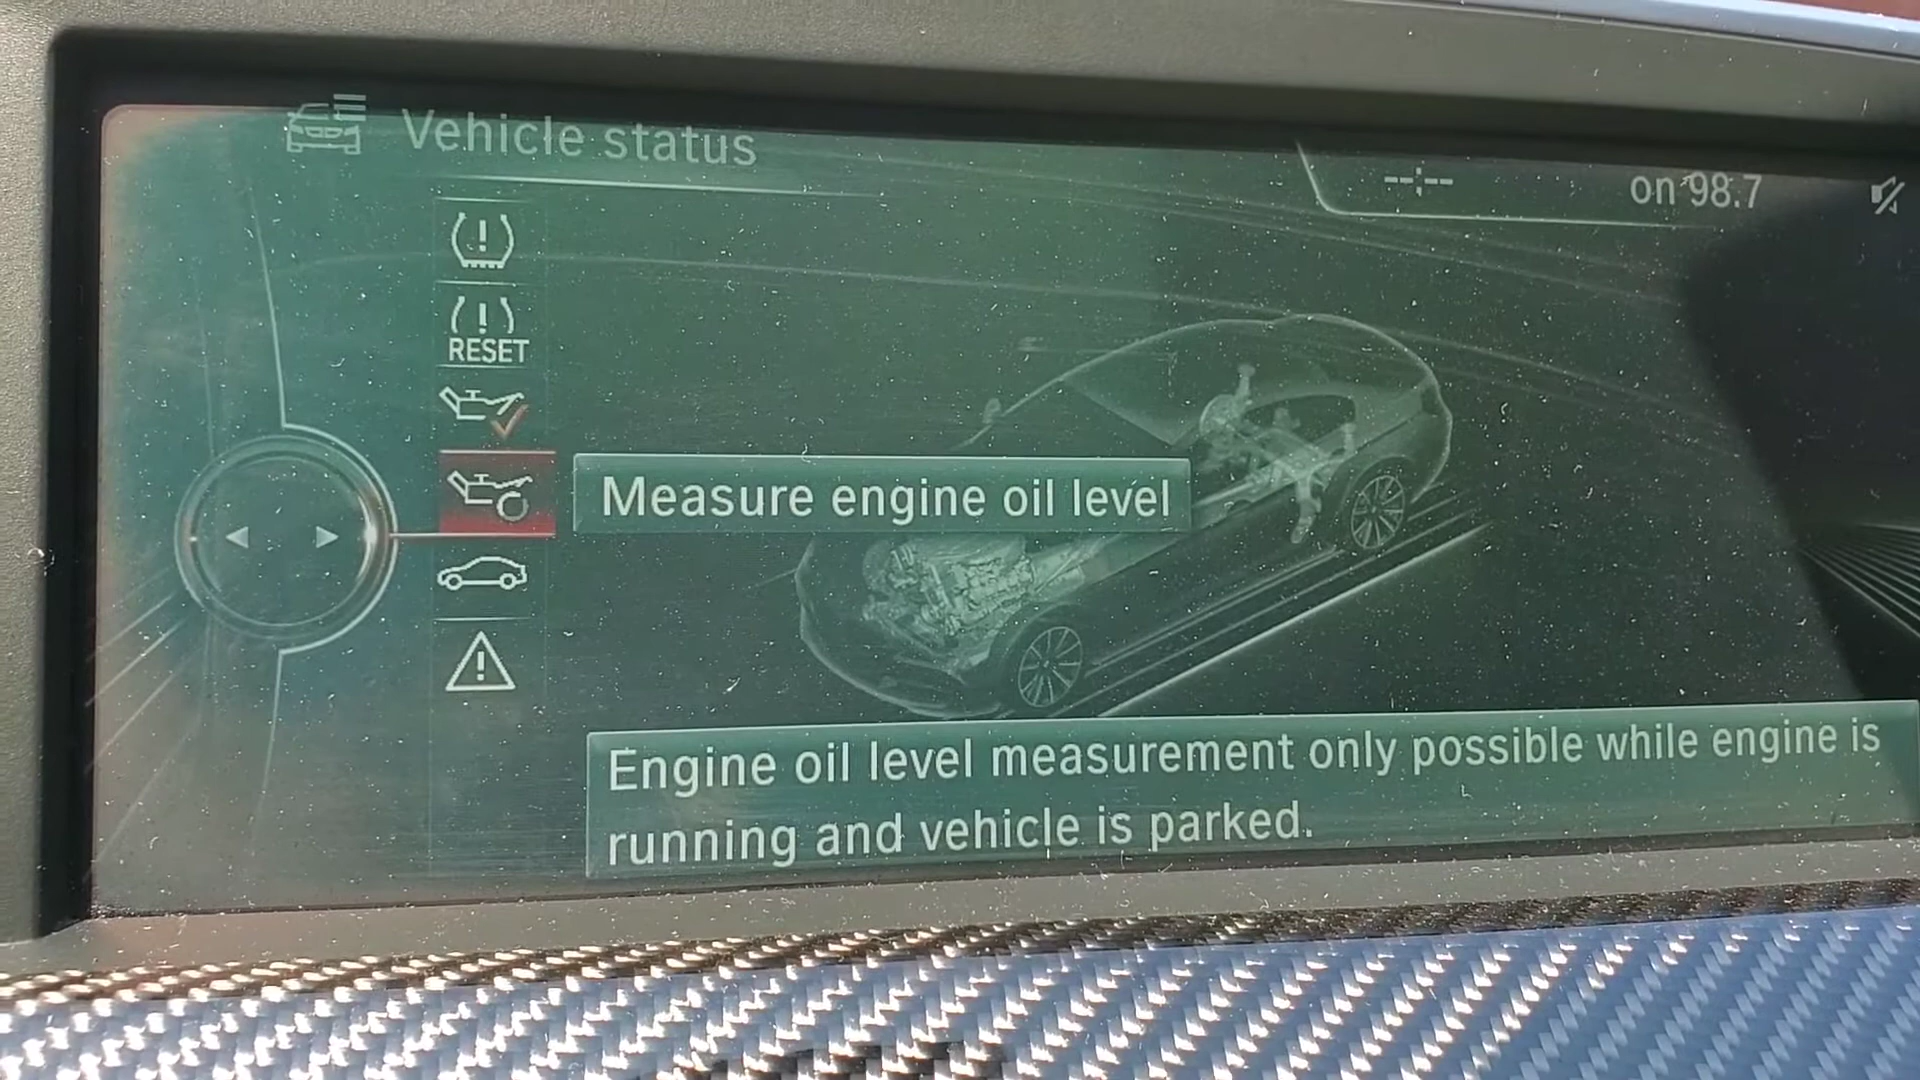 Vehicle status
--:-- on 98.7
RESET
Measure engine oil level
Engine oil level measurement only possible while engine is
running and vehicle is parked.